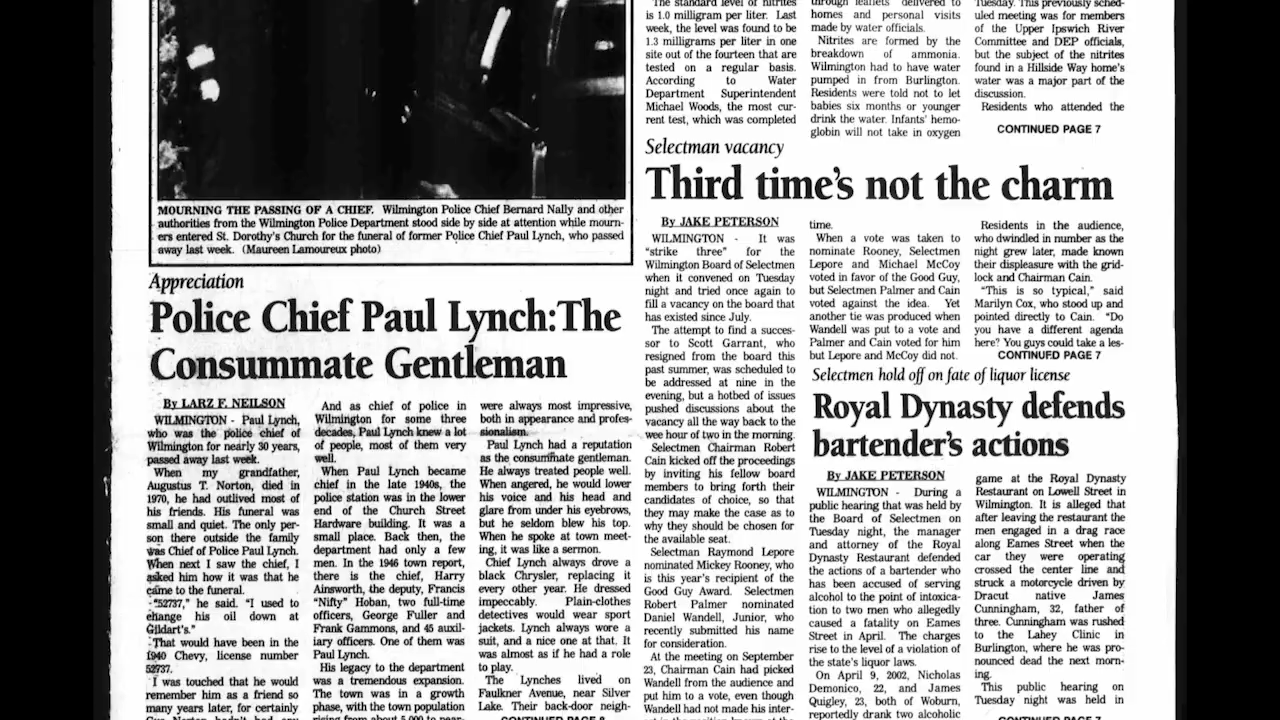 The standard level of nitrites
is 1.0 milligram per liter. Last
week, the level was found to be
1.3 milligrams per liter in one
site out of the fourteen that are
tested on a regular basis.
According to Water
Department Superintendent
Michael Woods, the most cur-
rent test, which was completed
through leaflets delivered to
homes and personal visits
made by water officials.
Nitrites are formed by the
breakdown of ammonia.
Wilmington had to have water
pumped in from Burlington.
Residents were told not to let
babies six months or younger
drink the water. Infants' hemo-
globin will not take in oxygen
Tuesday. This previously sched-
uled meeting was for members
of the Upper Ipswich River
Committee and DEP officials,
but the subject of the nitrites
found in a Hillside Way home's
water was a major part of the
discussion.
Residents who attended the
CONTINUED PAGE 7
MOURNING THE PASSING OF A CHIEF. Wilmington Police Chief Bernard Nally and other
authorities from the Wilmington Police Department stood side by side at attention while mourn-
ers entered St. Dorothy's Church for the funeral of former Police Chief Paul Lynch, who passed
away last week. (Maureen Lamoureux photo)
Appreciation
Police Chief Paul Lynch:The
Consummate Gentleman
By LARZ F. NEILSON
WILMINGTON - Paul Lynch,
who was the police chief of
Wilmington for nearly 30 years,
passed away last week.
When my grandfather,
Augustus T. Norton, died in
1970, he had outlived most of
his friends. His funeral was
small and quiet. The only per-
son there outside the family
was Chief of Police Paul Lynch.
When next I saw the chief, I
asked him how it was that he
came to the funeral.
"52737," he said. "I used to
change his oil down at
Gildart's."
That would have been in the
1940 Chevy, license number
52737.
I was touched that he would
remember him as a friend so
many years later, for certainly
And as chief of police in
Wilmington for some three
decades, Paul Lynch knew a lot
of people, most of them very
well.
When Paul Lynch became
chief in the late 1940s, the
police station was in the lower
end of the Church Street
Hardware building. It was a
small place. Back then, the
department had only a few
men. In the 1946 town report,
there is the chief, Harry
Ainsworth, the deputy, Francis
"Nifty" Hoban, two full-time
officers, George Fuller and
Frank Gammons, and 45 auxil-
iary officers. One of them was
Paul Lynch.
His legacy to the department
was a tremendous expansion.
The town was in a growth
phase, with the town population
were always most impressive,
both in appearance and profes-
sionalism.
Paul Lynch had a reputation
as the consummate gentleman.
He always treated people well.
When angered, he would lower
his voice and his head and
glare from under his eyebrows,
but he seldom blew his top.
When he spoke at town meet-
ing, it was like a sermon.
Chief Lynch always drove a
black Chrysler, replacing it
every other year. He dressed
impeccably. Plain-clothes
detectives would wear sport
jackets. Lynch always wore a
suit, and a nice one at that. It
was almost as if he had a role
to play.
The Lynches lived on
Faulkner Avenue, near Silver
Lake. Their back-door neigh-
CONTINUED PAGE 8
Selectman vacancy
Third time's not the charm
By JAKE PETERSON
WILMINGTON - It was
"strike three" for the
Wilmington Board of Selectmen
when it convened on Tuesday
night and tried once again to
fill a vacancy on the board that
has existed since July.
The attempt to find a succes-
sor to Scott Garrant, who
resigned from the board this
past summer, was scheduled to
be addressed at nine in the
evening, but a hotbed of issues
pushed discussions about the
vacancy all the way back to the
wee hour of two in the morning.
Selectmen Chairman Robert
Cain kicked off the proceedings
by inviting his fellow board
members to bring forth their
candidates of choice, so that
they may make the case as to
why they should be chosen for
the available seat.
Selectman Raymond Lepore
nominated Mickey Rooney, who
is this year's recipient of the
Good Guy Award. Selectmen
Robert Palmer nominated
Daniel Wandell, Junior, who
recently submitted his name
for consideration.
At the meeting on September
23, Chairman Cain had picked
Wandell from the audience and
put him to a vote, even though
Wandell had not made his inter-
time.
When a vote was taken to
nominate Rooney, Selectmen
Lepore and Michael McCoy
voted in favor of the Good Guy,
but Selectmen Palmer and Cain
voted against the idea. Yet
another tie was produced when
Wandell was put to a vote and
Palmer and Cain voted for him
but Lepore and McCoy did not.
Residents in the audience,
who dwindled in number as the
night grew later, made known
their displeasure with the grid-
lock and Chairman Cain.
"This is so typical," said
Marilyn Cox, who stood up and
pointed directly to Cain. "Do
you have a different agenda
here? You guys could take a les-
CONTINUED PAGE 7
Selectmen hold off on fate of liquor license
Royal Dynasty defends
bartender's actions
By JAKE PETERSON
WILMINGTON - During a
public hearing that was held by
the Board of Selectmen on
Tuesday night, the manager
and attorney of the Royal
Dynasty Restaurant defended
the actions of a bartender who
has been accused of serving
alcohol to the point of intoxica-
tion to two men who allegedly
caused a fatality on Eames
Street in April. The charges
rise to the level of a violation of
the state's liquor laws.
On April 9, 2002, Nicholas
Demonico, 22, and James
Quigley, 23, both of Woburn,
reportedly drank two alcoholic
game at the Royal Dynasty
Restaurant on Lowell Street in
Wilmington. It is alleged that
after leaving the restaurant the
men engaged in a drag race
along Eames Street when the
car they were operating
crossed the center line and
struck a motorcycle driven by
Dracut native James
Cunningham, 32, father of
three. Cunningham was rushed
to the Lahey Clinic in
Burlington, where he was pro-
nounced dead the next morn-
ing.
This public hearing on
Tuesday night was held in